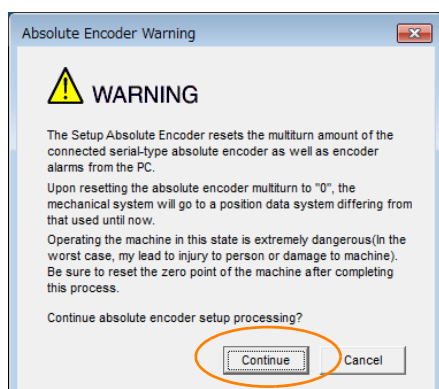 Absolute Encoder Warning
WARNING
The Setup Absolute Encoder resets the multiturn amount of the
connected serial-type absolute encoder as well as encoder
alarms from the PC.
Upon resetting the absolute encoder multiturn to "0", the
mechanical system will go to a position data system differing from
that used until now.
Operating the machine in this state is extremely dangerous(In the
worst case, my lead to injury to person or damage to machine).
Be sure to reset the zero point of the machine after completing
this process.
Continue absolute encoder setup processing?
Continue
Cancel